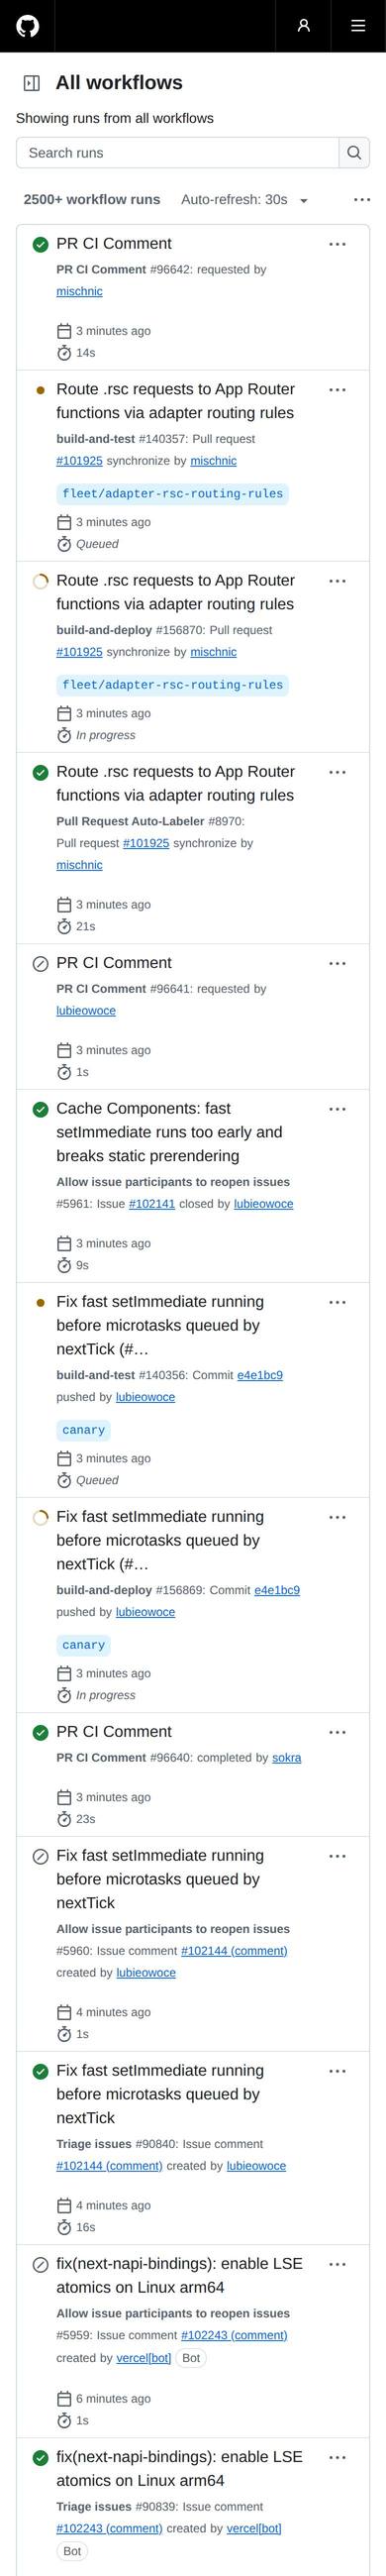 All workflows
Showing runs from all workflows
Search runs
2500+ workflow runs Auto-refresh: 30s
PR CI Comment
PR CI Comment #96642: requested by
mischnic
3 minutes ago
14s
Route .rsc requests to App Router
functions via adapter routing rules
build-and-test #140357: Pull request
#101925 synchronize by mischnic
fleet/adapter-rsc-routing-rules
3 minutes ago
Queued
Route .rsc requests to App Router
functions via adapter routing rules
build-and-deploy #156870: Pull request
#101925 synchronize by mischnic
fleet/adapter-rsc-routing-rules
3 minutes ago
In progress
Route .rsc requests to App Router
functions via adapter routing rules
Pull Request Auto-Labeler #8970:
Pull request #101925 synchronize by
mischnic
3 minutes ago
21s
PR CI Comment
PR CI Comment #96641: requested by
lubieowoce
3 minutes ago
1s
Cache Components: fast
setImmediate runs too early and
breaks static prerendering
Allow issue participants to reopen issues
#5961: Issue #102141 closed by lubieowoce
3 minutes ago
9s
Fix fast setImmediate running
before microtasks queued by
nextTick (#…
build-and-test #140356: Commit e4e1bc9
pushed by lubieowoce
canary
3 minutes ago
Queued
Fix fast setImmediate running
before microtasks queued by
nextTick (#…
build-and-deploy #156869: Commit e4e1bc9
pushed by lubieowoce
canary
3 minutes ago
In progress
PR CI Comment
PR CI Comment #96640: completed by sokra
3 minutes ago
23s
Fix fast setImmediate running
before microtasks queued by
nextTick
Allow issue participants to reopen issues
#5960: Issue comment #102144 (comment)
created by lubieowoce
4 minutes ago
1s
Fix fast setImmediate running
before microtasks queued by
nextTick
Triage issues #90840: Issue comment
#102144 (comment) created by lubieowoce
4 minutes ago
16s
fix(next-napi-bindings): enable LSE
atomics on Linux arm64
Allow issue participants to reopen issues
#5959: Issue comment #102243 (comment)
created by vercel[bot] Bot
6 minutes ago
1s
fix(next-napi-bindings): enable LSE
atomics on Linux arm64
Triage issues #90839: Issue comment
#102243 (comment) created by vercel[bot]
Bot